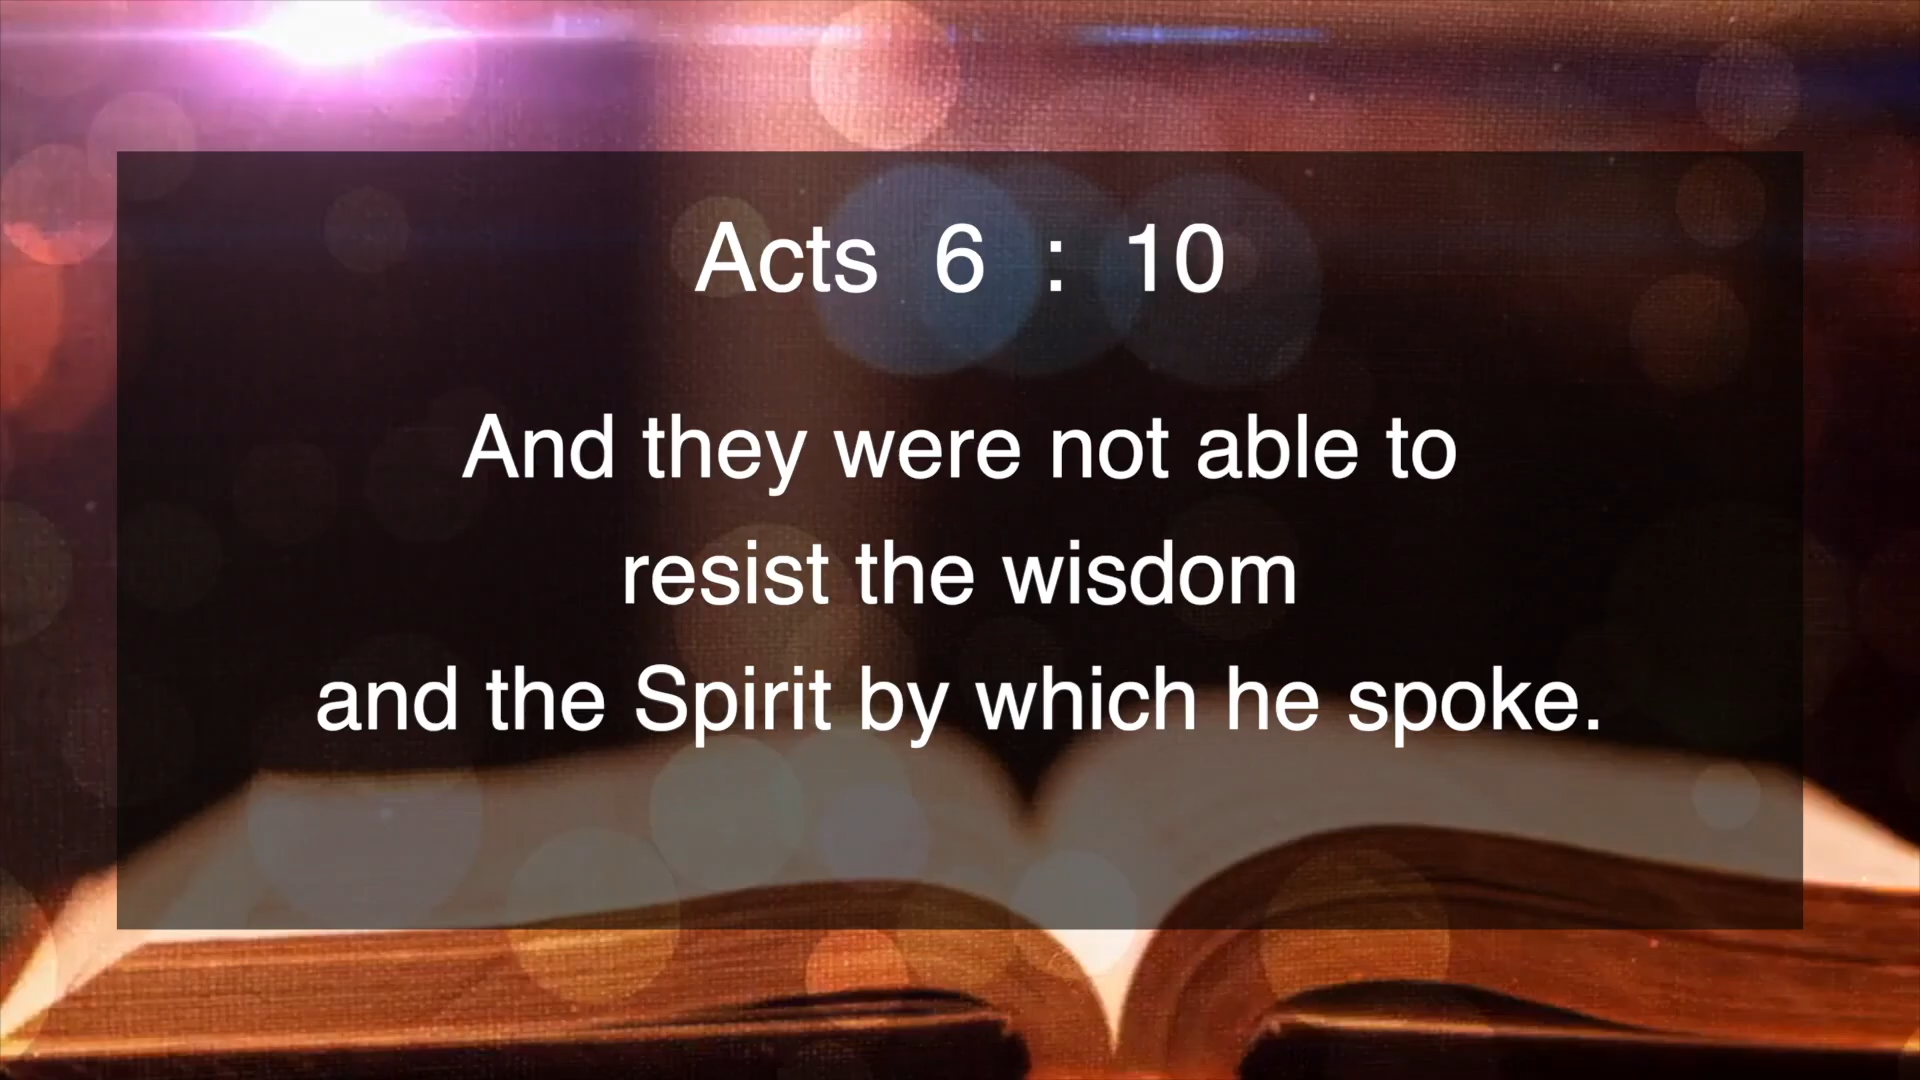 Acts 6 : 10
And they were not able to
resist the wisdom
and the Spirit by which he spoke.